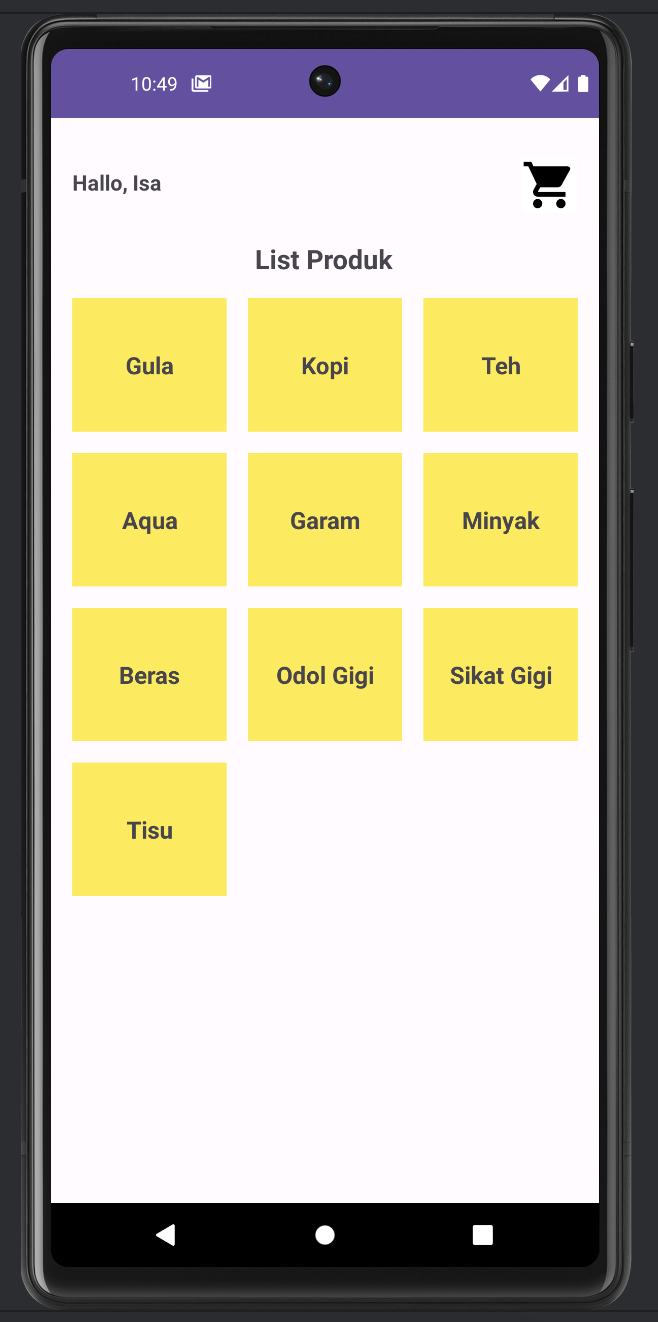 10:49
Hallo, Isa
List Produk
Gula Kopi Teh
Aqua Garam Minyak
Beras Odol Gigi Sikat Gigi
Tisu